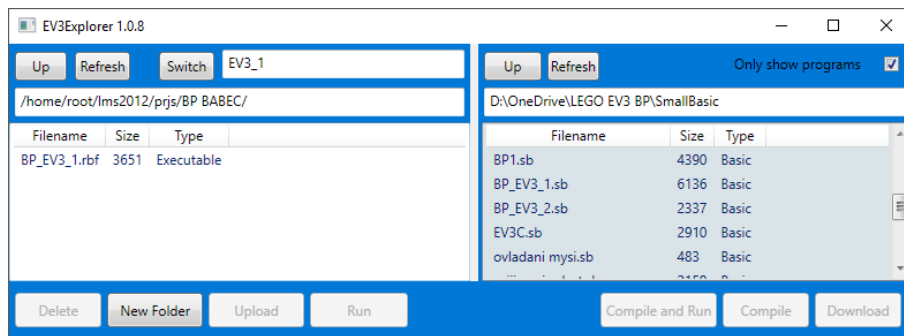 EV3Explorer 1.0.8
Up Refresh Switch EV3_1
/home/root/lms2012/prjs/BP BABEC/
Filename Size Type
BP_EV3_1.rbf 3651 Executable
Up Refresh Only show programs
D:\OneDrive\LEGO EV3 BP\SmallBasic
Filename Size Type
BP1.sb 4390 Basic
BP_EV3_1.sb 6136 Basic
BP_EV3_2.sb 2337 Basic
EV3C.sb 2910 Basic
ovladani mysi.sb 483 Basic
Delete New Folder Upload Run
Compile and Run Compile Download